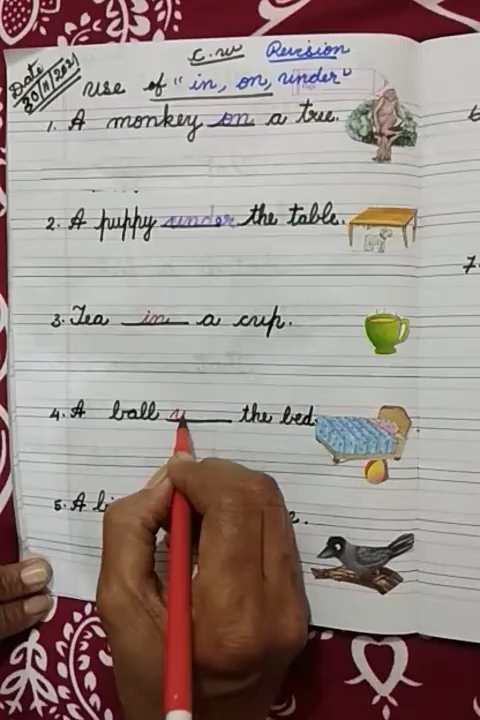 C.W Revision
Date
30/11/2021
use of "in, on, under"
1. A monkey on a tree.
2. A puppy under the table.
3. Tea in a cup.
4. A ball u the bed.
5. A
7.